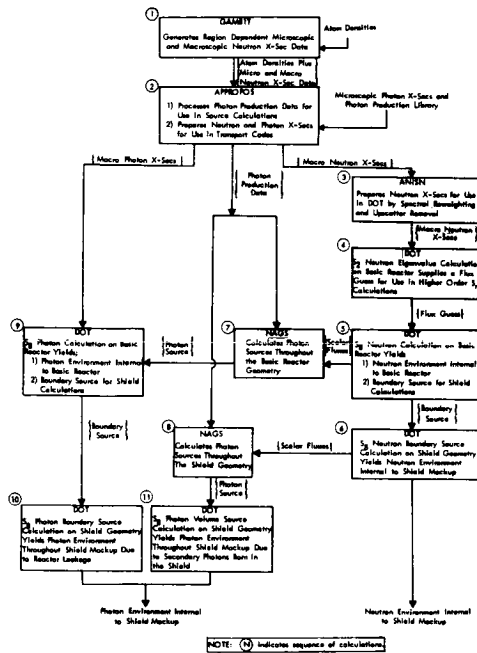 1
GAMBIT
Generates Region Dependent Microscopic
and Macroscopic Neutron X-Sec Data
Atom Densities
Atom Densities Plus
Micro and Macro
Neutron X-Sec Data
2
APPROPOS
1) Processes Photon Production Data for
Use In Source Calculations
2) Prepares Neutron and Photon X-Secs
for Use In Transport Codes
Microscopic Photon X-Secs and
Photon Production Library
Macro Photon X-Secs
Photon
Production
Data
Macro Neutron X-Secs
3
ANISN
Prepares Neutron X-Secs for Use
In DOT by Spectral Reweighting
and Upscatter Removal
Macro Neutron
X-Secs
4
DOT
S2 Neutron Eigenvalue Calculation
on Basic Reactor Supplies a Flux
Guess for Use In Higher Order Sn
Calculations
Flux Guess
5
DOT
S8 Neutron Calculation on Basic
Reactor Yields
1) Neutron Environment Internal
to Basic Reactor
2) Boundary Source for Shield
Calculations
Scalar
Fluxes
7
NAGS
Calculates Photon
Sources Throughout
the Basic Reactor
Geometry
Photon
Source
9
DOT
S8 Photon Calculation on Basic
Reactor Yields;
1) Photon Environment Internal
to Basic Reactor
2) Boundary Source for Shield
Calculations
Boundary
Source
6
DOT
S8 Neutron Boundary Source
Calculation on Shield Geometry
Yields Neutron Environment
Internal to Shield Mockup
Scalar Fluxes
8
NAGS
Calculates Photon
Sources Throughout
The Shield Geometry
Photon
Source
Boundary
Source
10
DOT
S8 Photon Boundary Source
Calculation on Shield Geometry
Yields Photon Environment
Throughout Shield Mockup Due
to Reactor Leakage
11
DOT
S8 Photon Volume Source
Calculation on Shield Geometry
Yields Photon Environment
Throughout Shield Mockup Due to
Secondary Photons Born in
the Shield
Photon Environment Internal
to Shield Mockup
Neutron Environment Internal
to Shield Mockup
NOTE: N Indicates sequence of calculations.